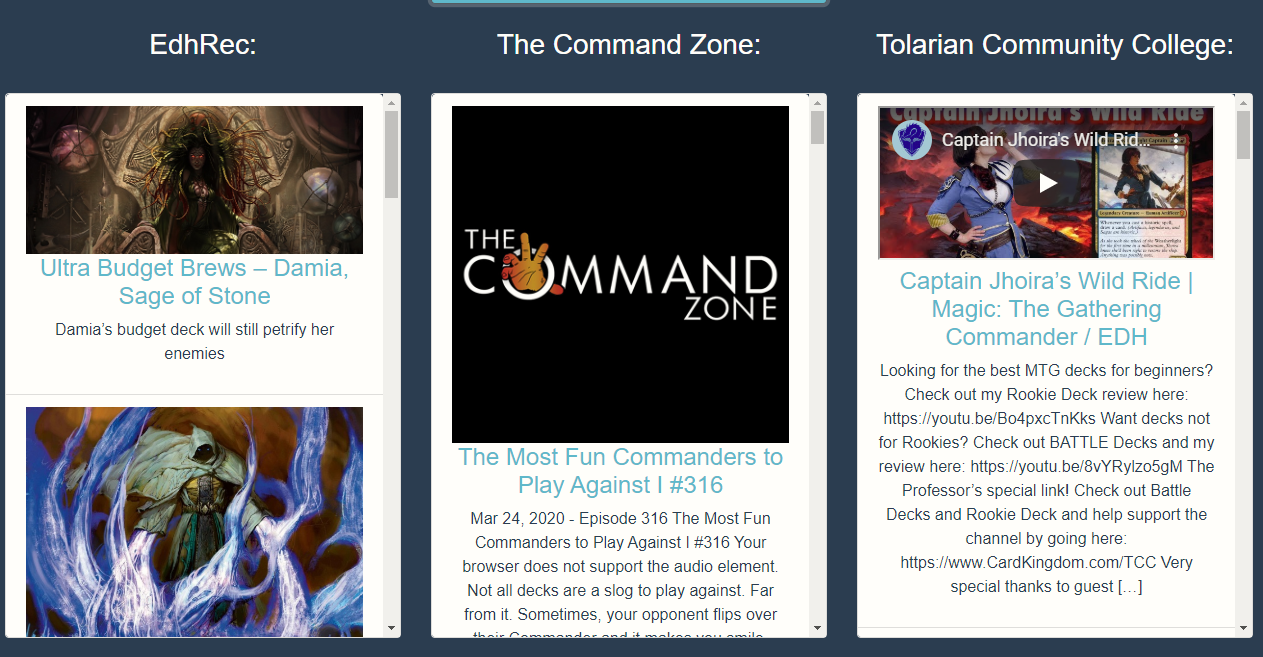 EdhRec:
The Command Zone:
Tolarian Community College:
Ultra Budget Brews – Damia,
Sage of Stone
Damia’s budget deck will still petrify her
enemies
THE
COMMAND
ZONE
The Most Fun Commanders to
Play Against I #316
Mar 24, 2020 - Episode 316 The Most Fun
Commanders to Play Against I #316 Your
browser does not support the audio element.
Not all decks are a slog to play against. Far
from it. Sometimes, your opponent flips over
their Commander and it makes you smile
Captain Jhoira's Wild Ride
Captain Jhoira's Wild Rid...
Captain Jhoira’s Wild Ride |
Magic: The Gathering
Commander / EDH
Looking for the best MTG decks for beginners?
Check out my Rookie Deck review here:
https://youtu.be/Bo4pxcTnKks Want decks not
for Rookies? Check out BATTLE Decks and my
review here: https://youtu.be/8vYRylzo5gM The
Professor’s special link! Check out Battle
Decks and Rookie Deck and help support the
channel by going here:
https://www.CardKingdom.com/TCC Very
special thanks to guest […]